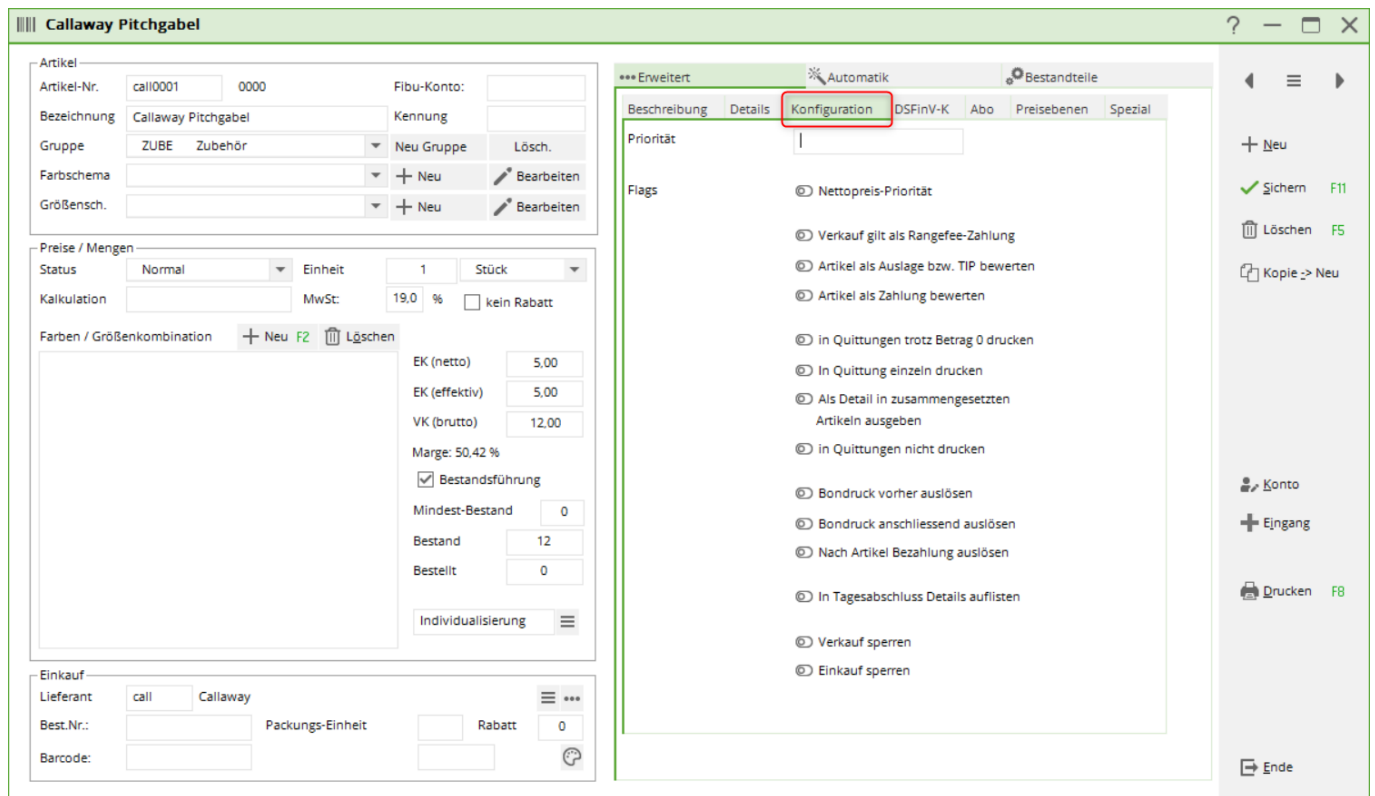 Callaway Pitchgabel
Artikel
Artikel-Nr. call0001 0000 Fibu-Konto:
Bezeichnung Callaway Pitchgabel Kennung
Gruppe ZUBE Zubehör Neu Gruppe Lösch.
Farbschema Neu Bearbeiten
Größensch. Neu Bearbeiten
Preise / Mengen
Status Normal Einheit 1 Stück
Kalkulation MwSt: 19,0 % kein Rabatt
Farben / Größenkombination Neu F2 Löschen
EK (netto) 5,00
EK (effektiv) 5,00
VK (brutto) 12,00
Marge: 50,42 %
Bestandsführung
Mindest-Bestand 0
Bestand 12
Bestellt 0
Individualisierung
Einkauf
Lieferant call Callaway
Best.Nr.: Packungs-Einheit Rabatt 0
Barcode:
Erweitert Automatik Bestandteile
Beschreibung Details Konfiguration DSFinV-K Abo Preisebenen Spezial
Priorität
Flags Nettopreis-Priorität
Verkauf gilt als Rangefee-Zahlung
Artikel als Auslage bzw. TIP bewerten
Artikel als Zahlung bewerten
in Quittungen trotz Betrag 0 drucken
In Quittung einzeln drucken
Als Detail in zusammengesetzten
Artikeln ausgeben
in Quittungen nicht drucken
Bondruck vorher auslösen
Bondruck anschliessend auslösen
Nach Artikel Bezahlung auslösen
In Tagesabschluss Details auflisten
Verkauf sperren
Einkauf sperren
Neu
Sichern F11
Löschen F5
Kopie -> Neu
Konto
Eingang
Drucken F8
Ende